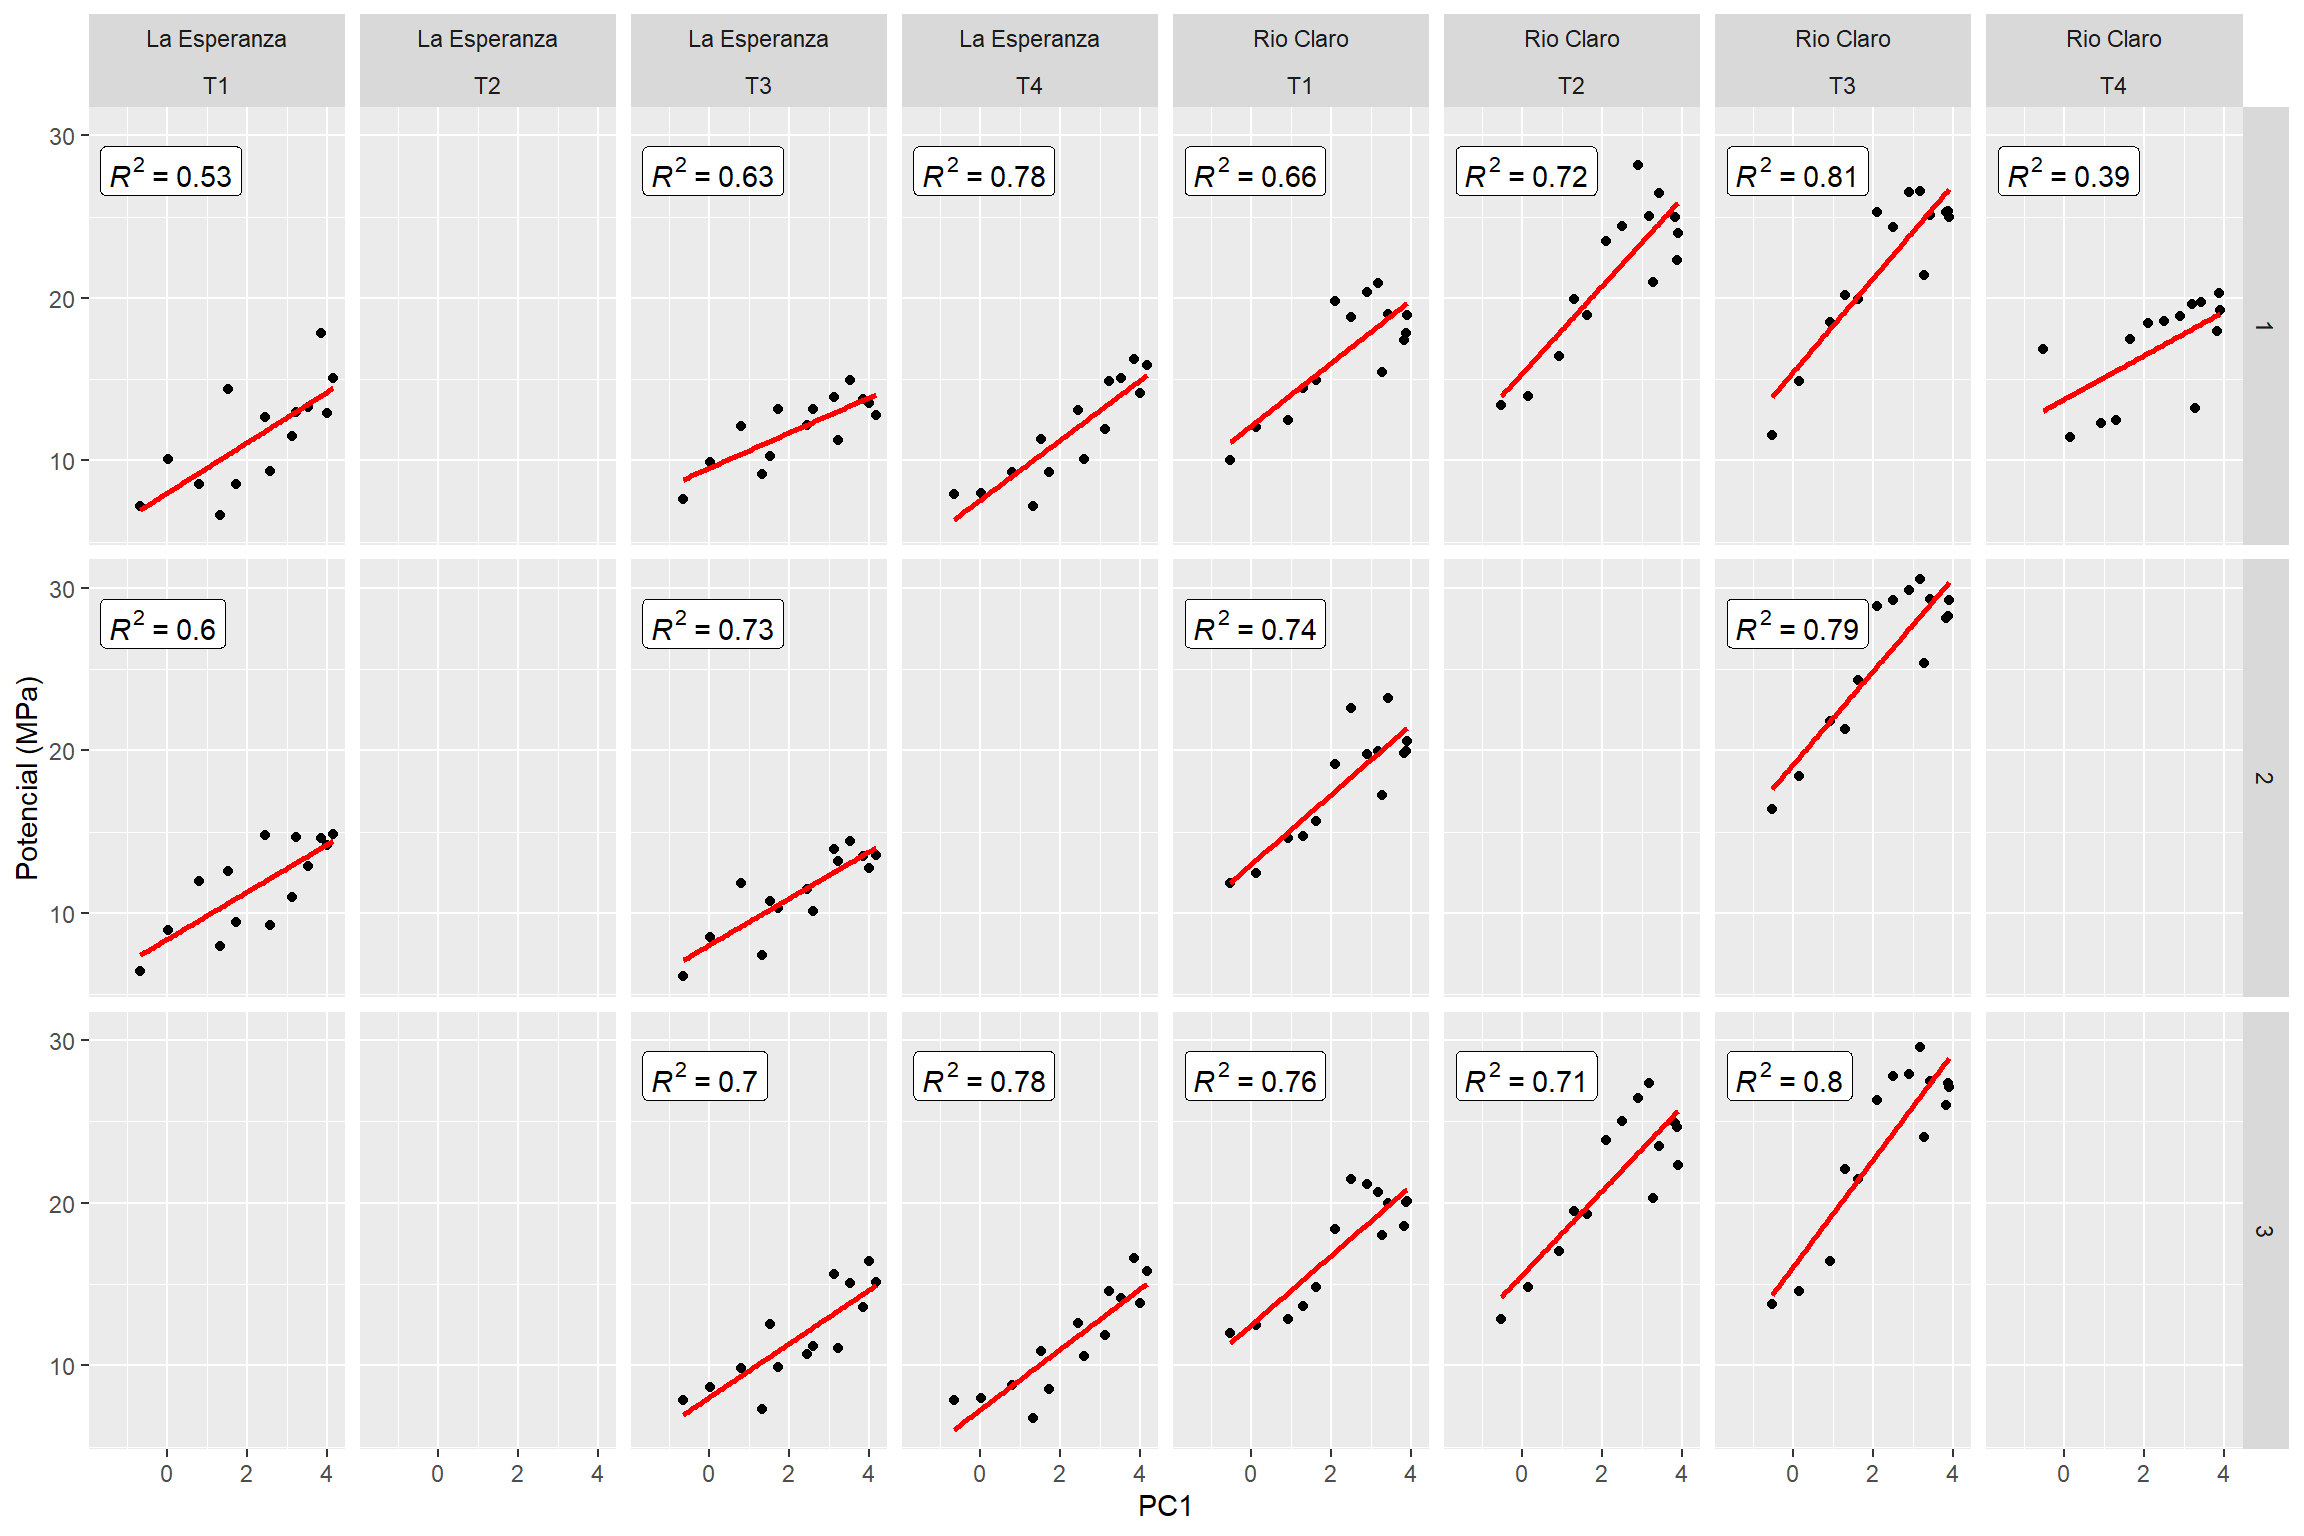 La Esperanza La Esperanza La Esperanza La Esperanza Rio Claro Rio Claro Rio Claro Rio Claro
T1 T2 T3 T4 T1 T2 T3 T4
30
R² = 0.53 R² = 0.63 R² = 0.78 R² = 0.66 R² = 0.72 R² = 0.81 R² = 0.39
20
1
10
30
R² = 0.6 R² = 0.73 R² = 0.74 R² = 0.79
20
2
Potencial (MPa)
10
30
R² = 0.7 R² = 0.78 R² = 0.76 R² = 0.71 R² = 0.8
20
3
10
0 2 4 0 2 4 0 2 4 0 2 4 0 2 4 0 2 4 0 2 4 0 2 4
PC1